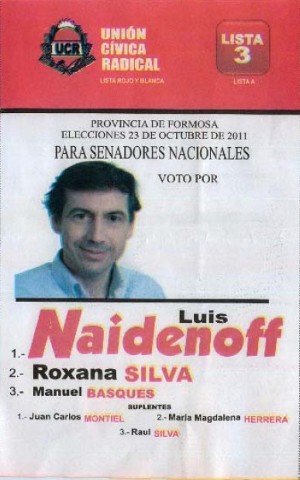 UCR
UNIÓN
CÍVICA
RADICAL
LISTA ROJO Y BLANCA
LISTA
3
LISTA A
PROVINCIA DE FORMOSA
ELECCIONES 23 DE OCTUBRE DE 2011
PARA SENADORES NACIONALES
VOTO POR
Luis
1.- Naidenoff
2.- Roxana SILVA
3.- Manuel BASQUES
SUPLENTES
1.- Juan Carlos MONTIEL 2.- Maria Magdalena HERRERA
3.- Raul SILVA